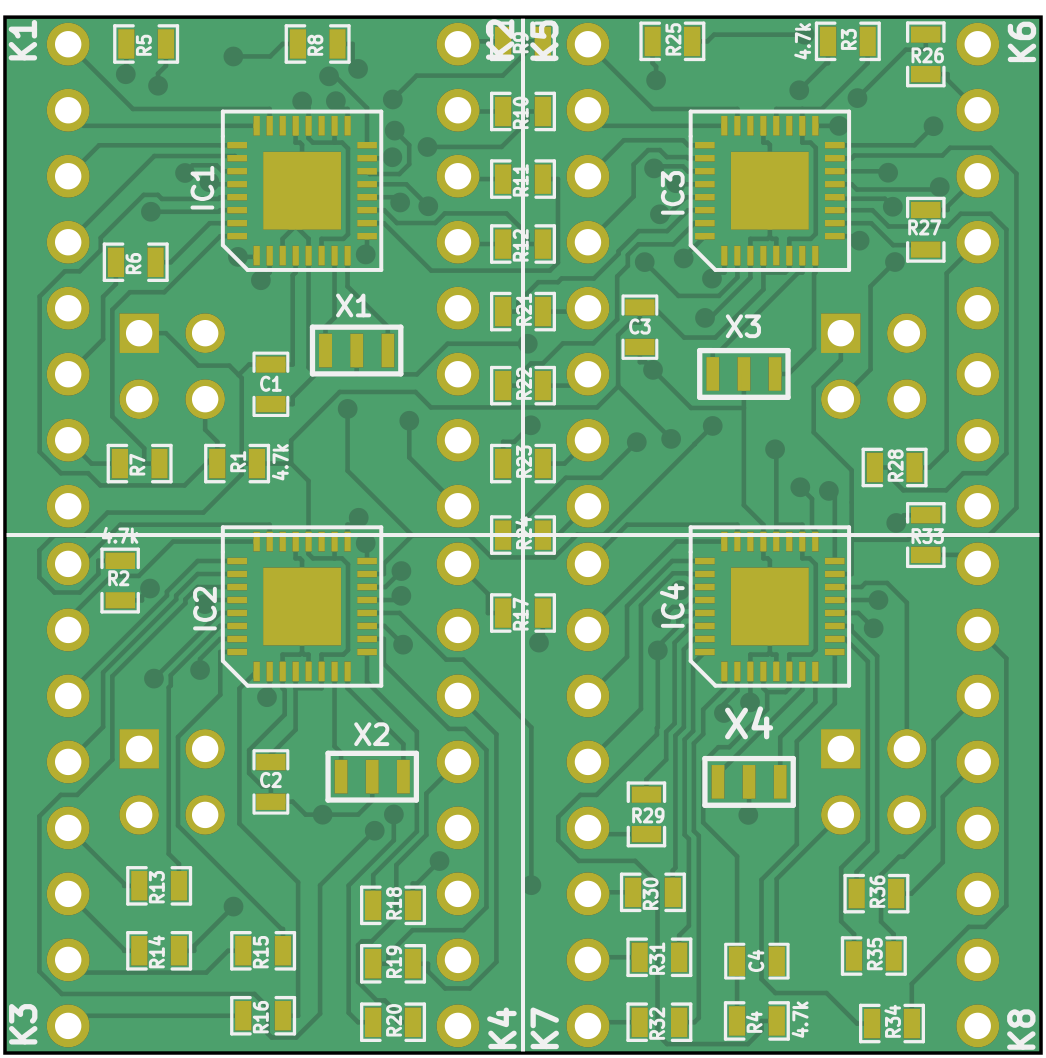 K1
R5
R8
K2
R9
K5
R25
4.7k
R3
R26
K6
R10
IC1
R11
IC3
R12
R27
R6
X1
R21
C3
X3
C1
R22
R7
R1
4.7k
R23
R28
4.7k
R24
R33
R2
IC2
R17
IC4
X2
X4
C2
R29
R13
R18
R30
R36
R14
R15
R19
R31
C4
R35
K3
R16
R20
K4
K7
R32
R4
4.7k
R34
K8